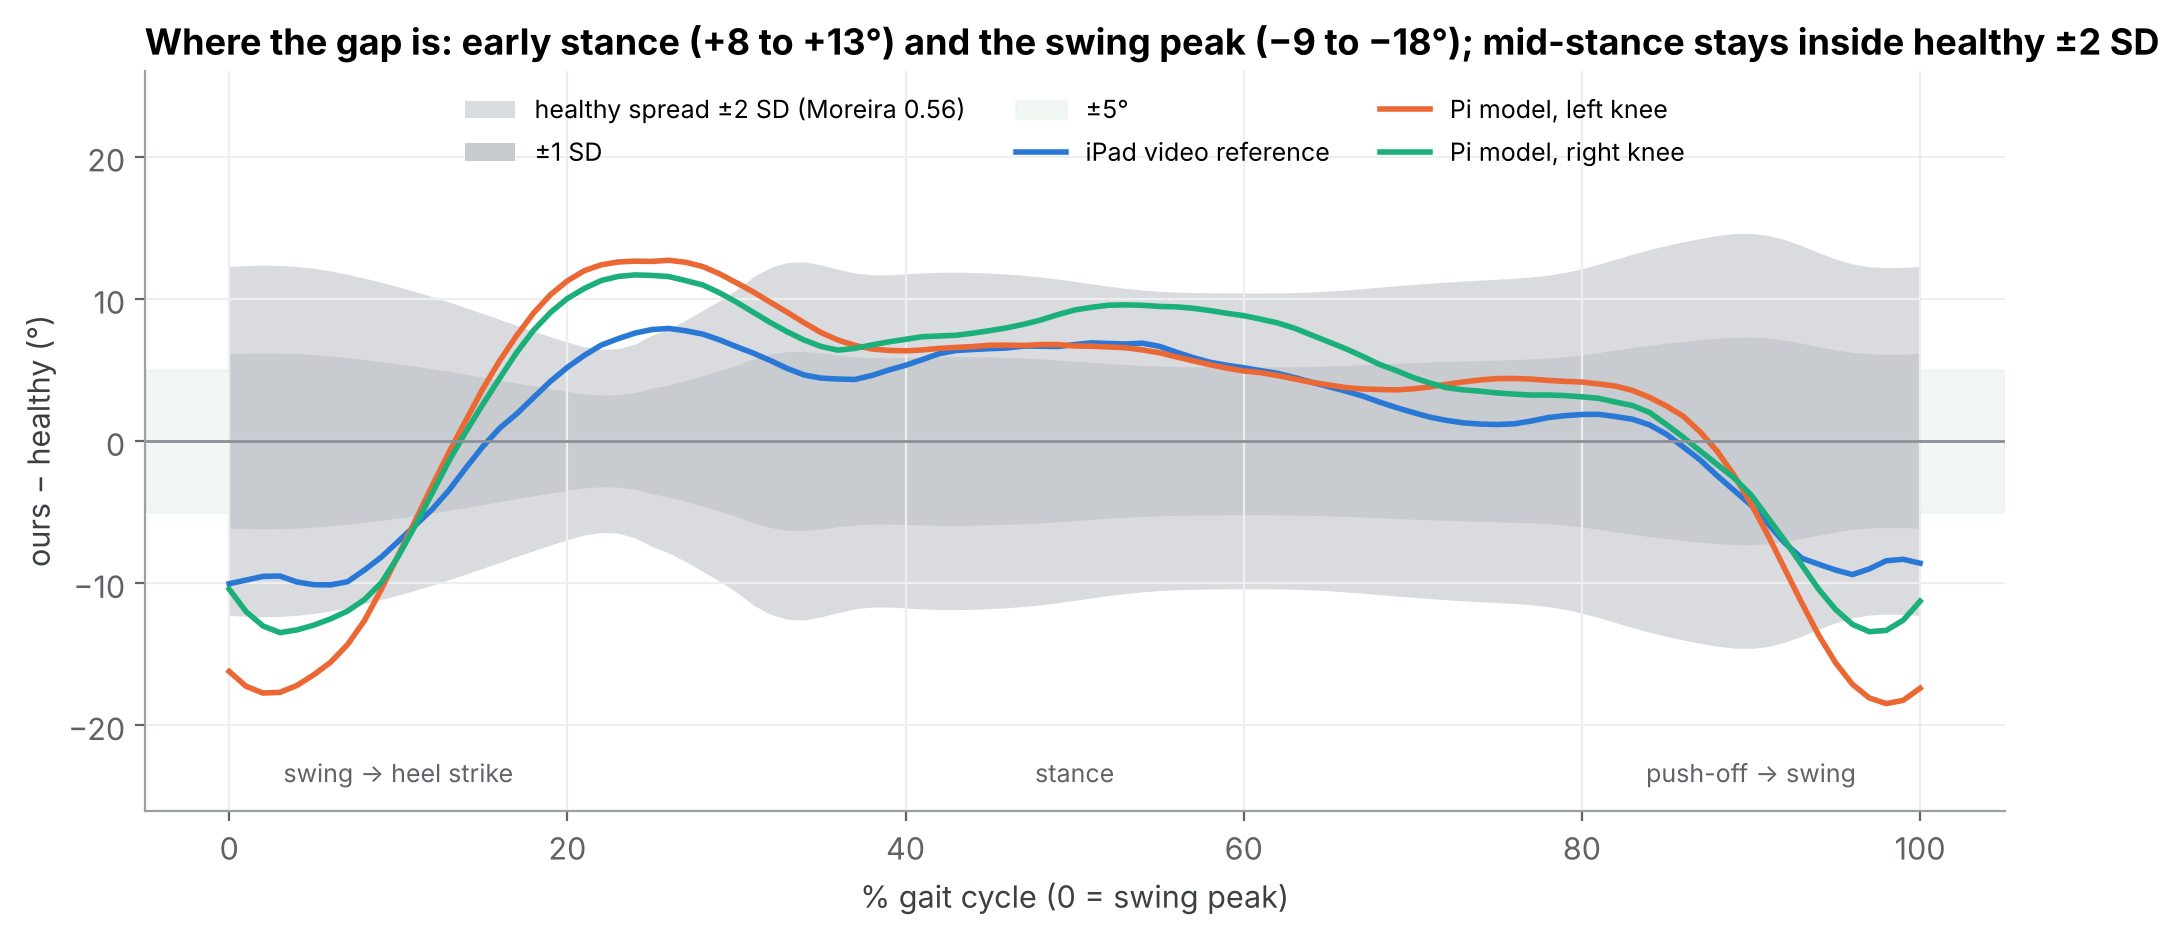 Where the gap is: early stance (+8 to +13°) and the swing peak (−9 to −18°); mid-stance stays inside healthy ±2 SD
healthy spread ±2 SD (Moreira 0.56)
±1 SD
±5°
iPad video reference
Pi model, left knee
Pi model, right knee
ours − healthy (°)
20
10
0
−10
−20
swing → heel strike
stance
push-off → swing
0
20
40
60
80
100
% gait cycle (0 = swing peak)